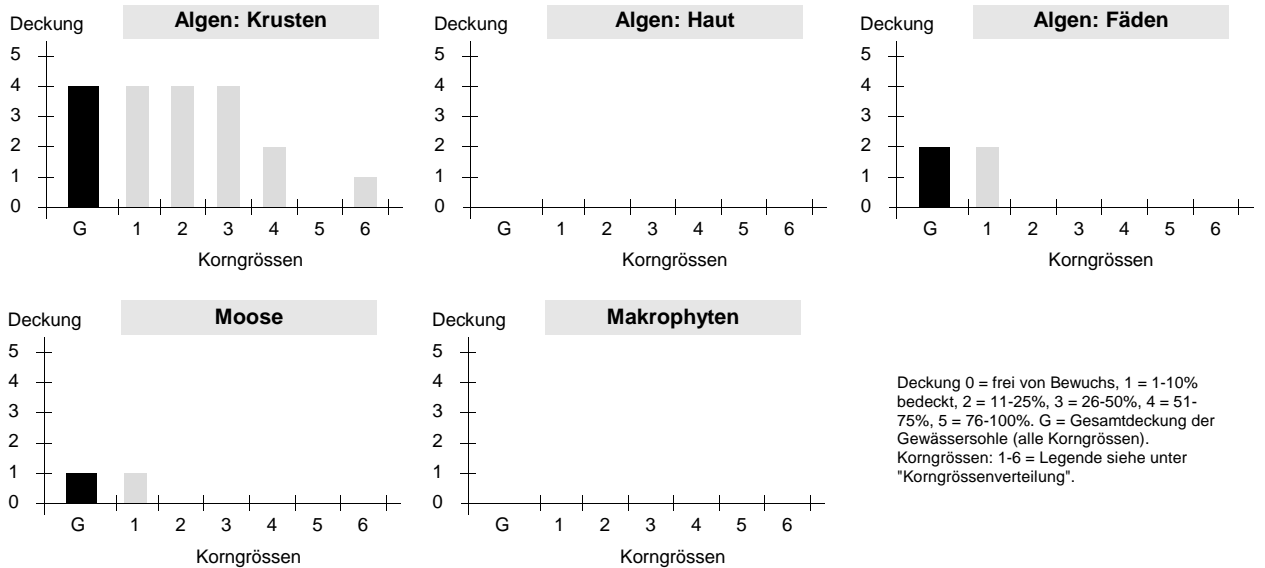 Deckung Algen: Krusten
5
4
3
2
1
0
G 1 2 3 4 5 6
Korngrössen
Deckung Algen: Haut
5
4
3
2
1
0
G 1 2 3 4 5 6
Korngrössen
Deckung Algen: Fäden
5
4
3
2
1
0
G 1 2 3 4 5 6
Korngrössen
Deckung Moose
5
4
3
2
1
0
G 1 2 3 4 5 6
Korngrössen
Deckung Makrophyten
5
4
3
2
1
0
G 1 2 3 4 5 6
Korngrössen
Deckung 0 = frei von Bewuchs, 1 = 1-10%
bedeckt, 2 = 11-25%, 3 = 26-50%, 4 = 51-
75%, 5 = 76-100%. G = Gesamtdeckung der
Gewässersohle (alle Korngrössen).
Korngrössen: 1-6 = Legende siehe unter
"Korngrössenverteilung".